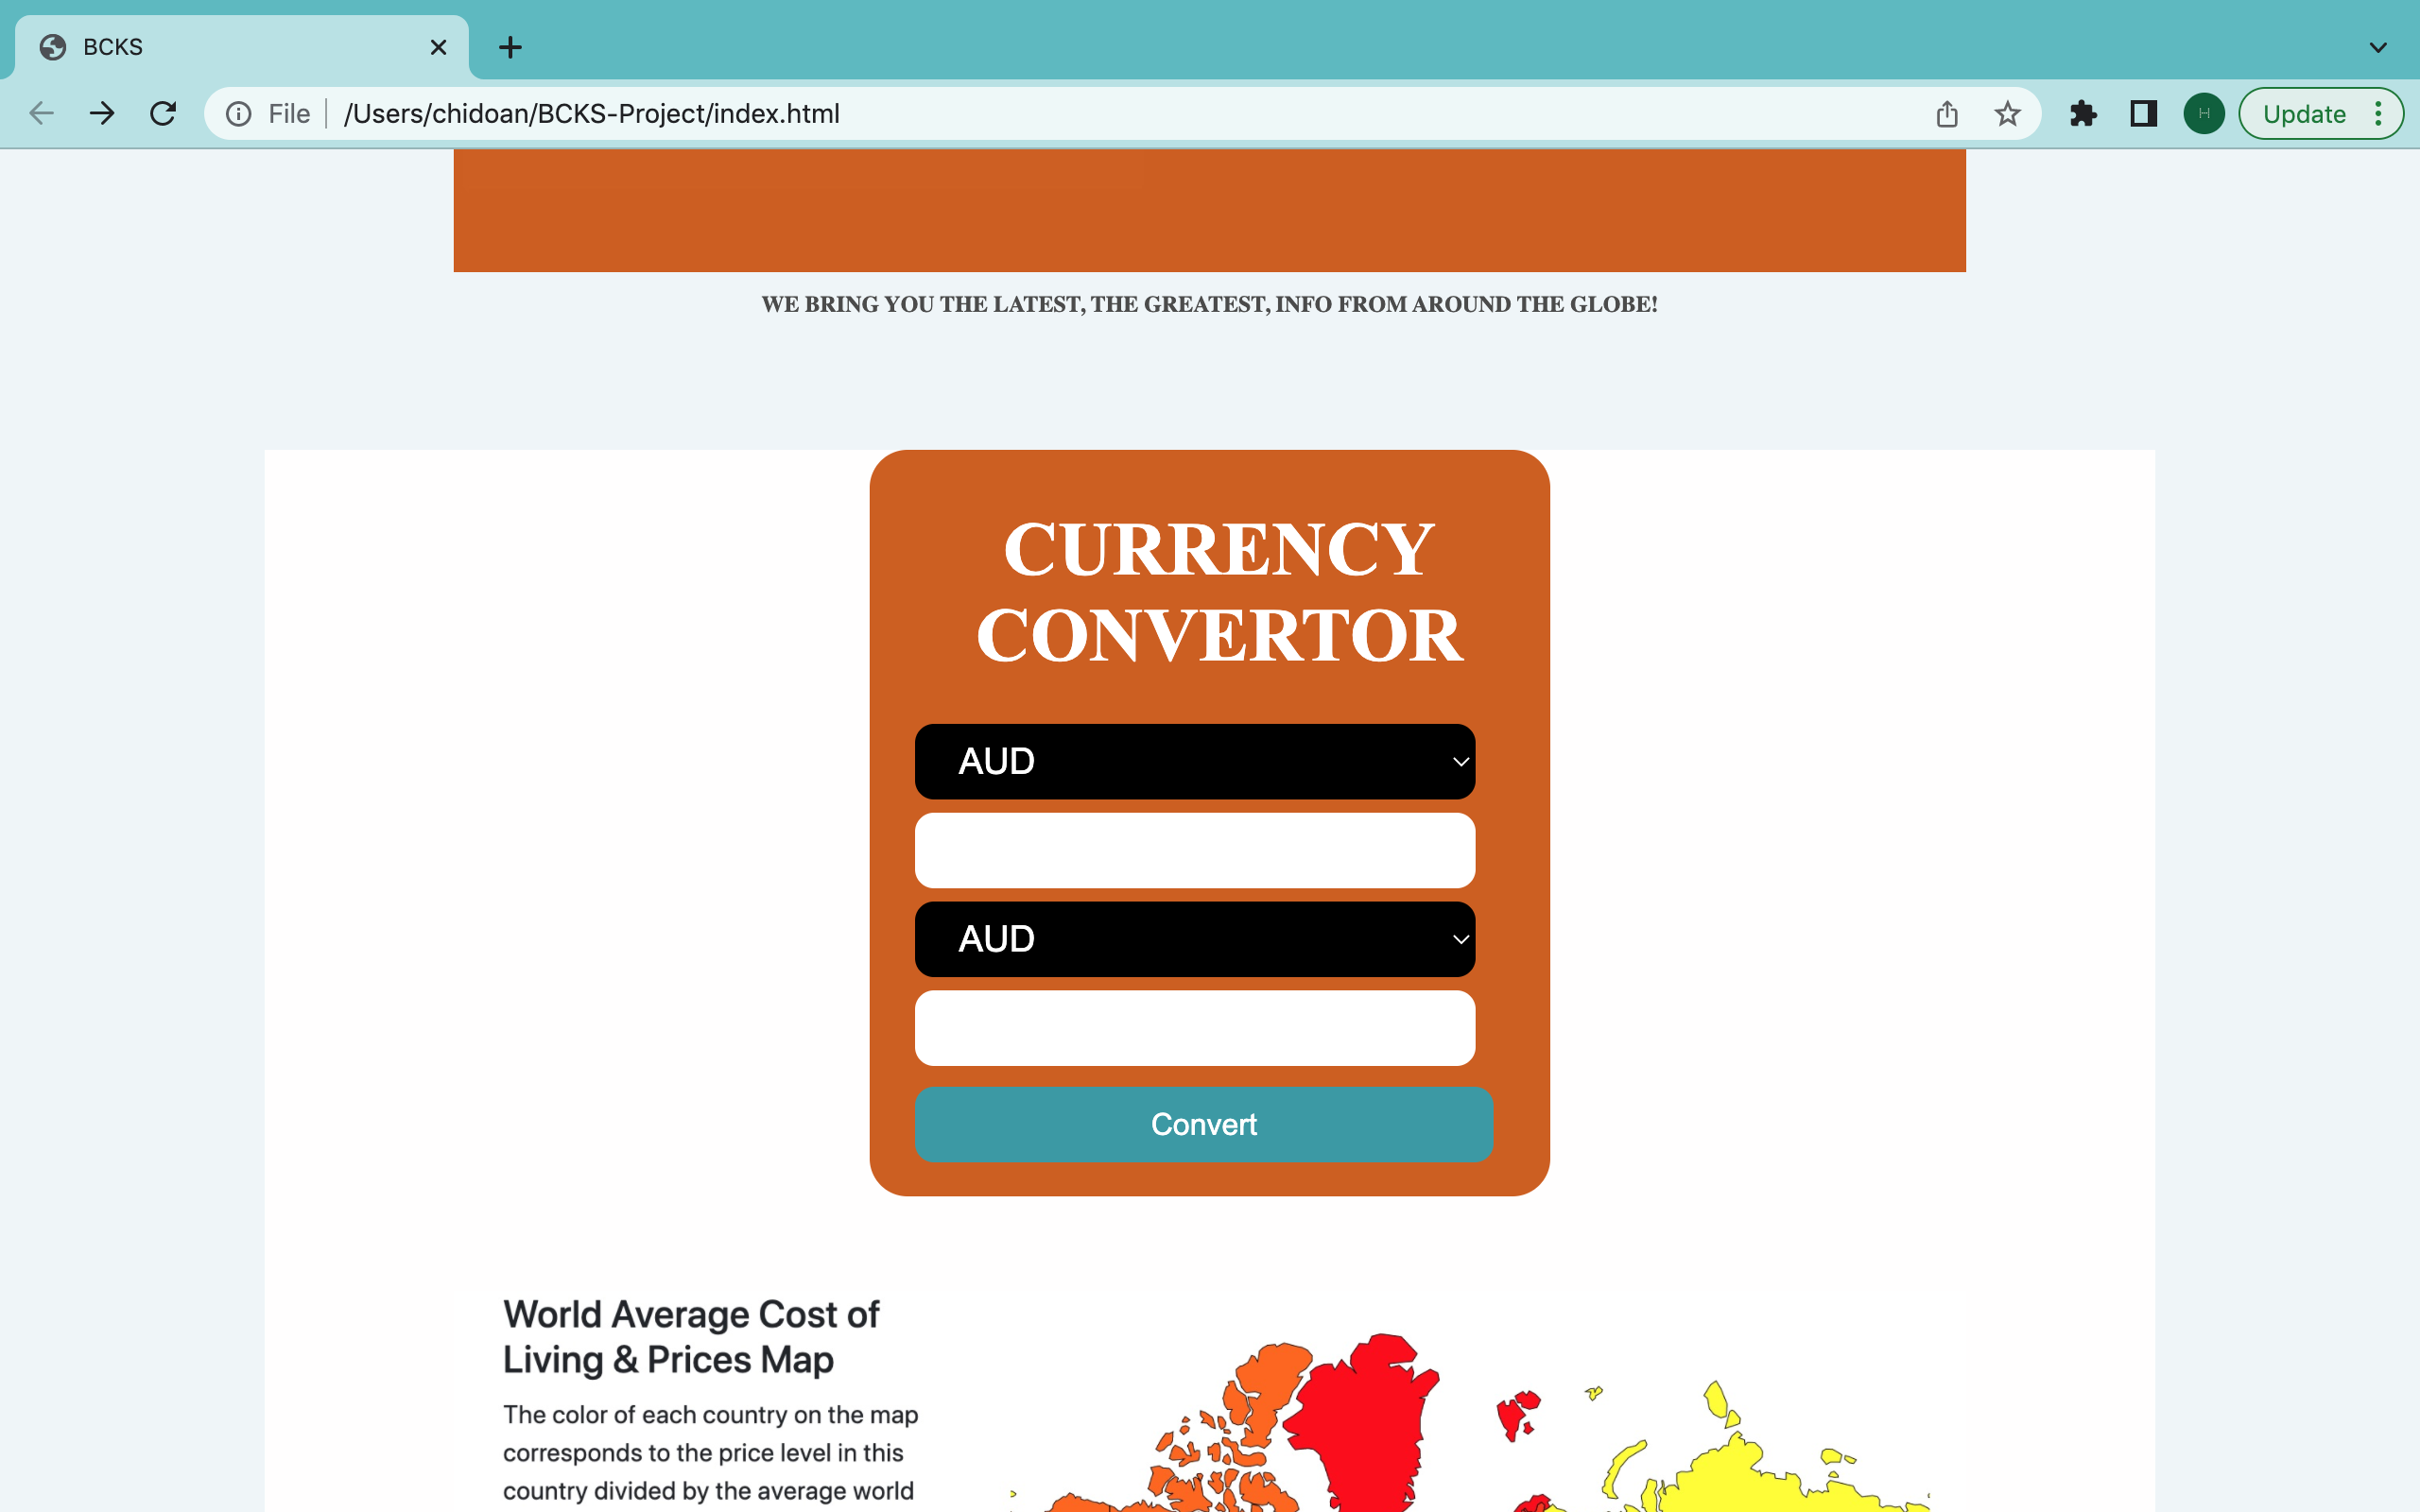 BCKS
File
/Users/chidoan/BCKS-Project/index.html
Update
WE BRING YOU THE LATEST, THE GREATEST, INFO FROM AROUND THE GLOBE!
CURRENCY
CONVERTOR
AUD
AUD
Convert
World Average Cost of
Living & Prices Map
The color of each country on the map
corresponds to the price level in this
country divided by the average world